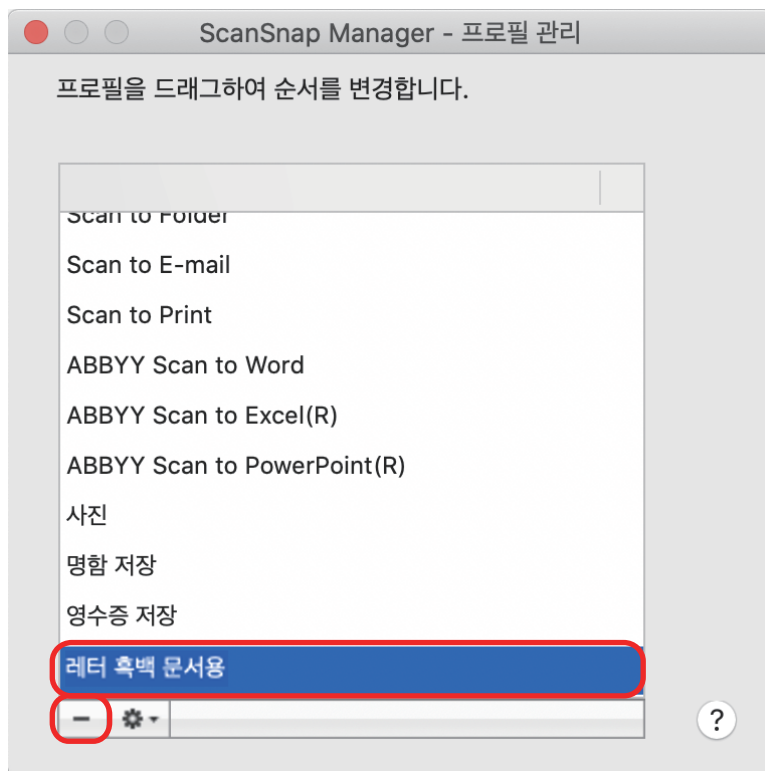 ScanSnap Manager - 프로필 관리
프로필을 드래그하여 순서를 변경합니다.
Scan to Folder
Scan to E-mail
Scan to Print
ABBYY Scan to Word
ABBYY Scan to Excel(R)
ABBYY Scan to PowerPoint(R)
사진
명함 저장
영수증 저장
레터 흑백 문서용
?